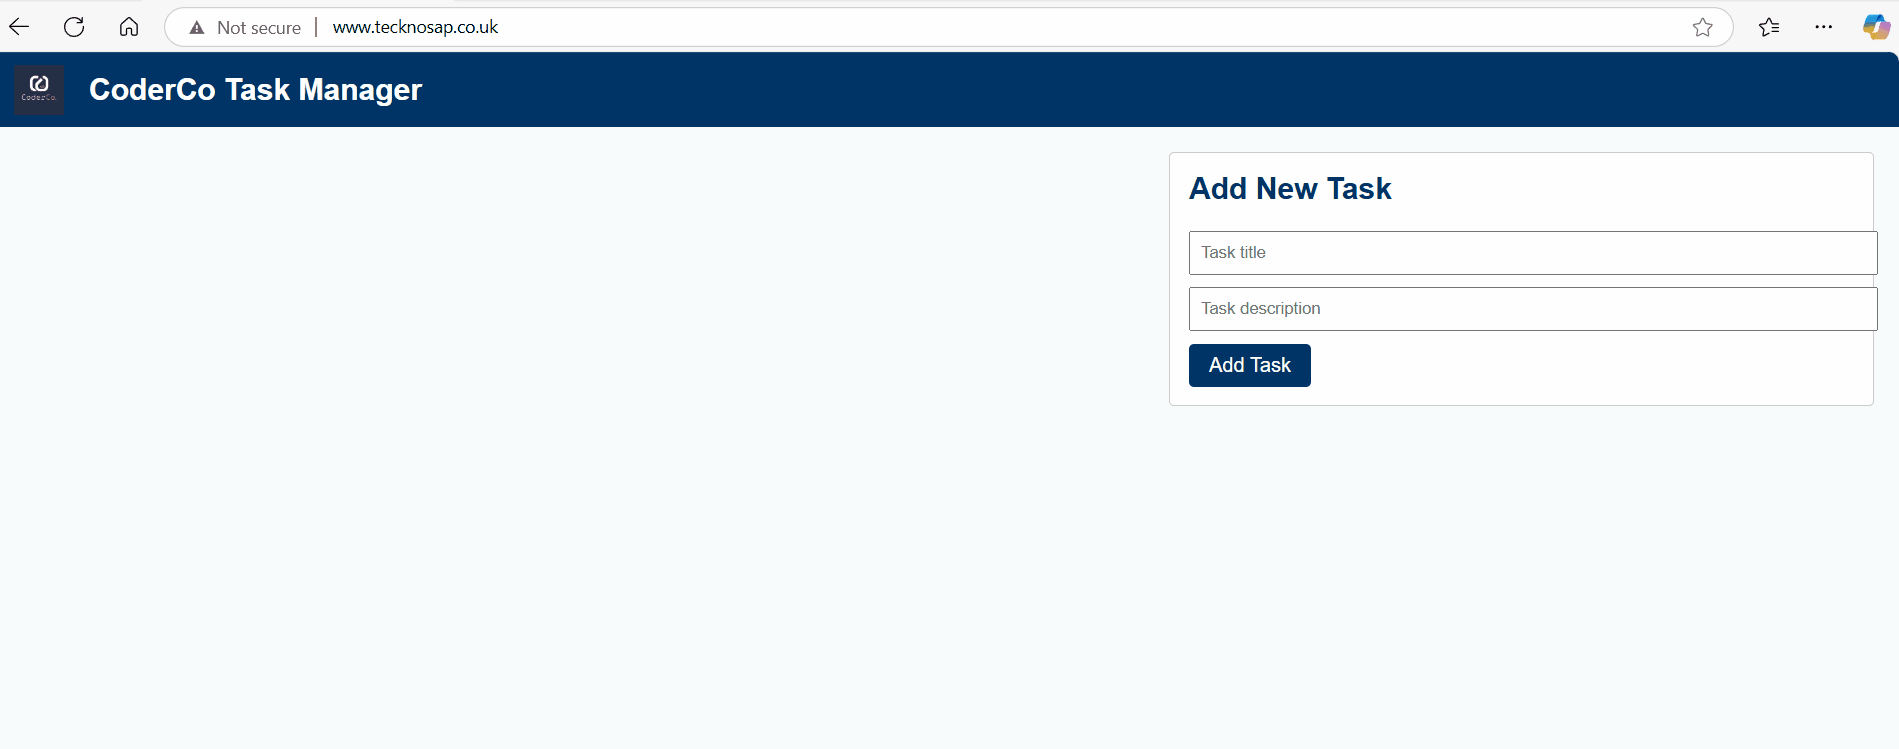 Not secure | www.tecknosap.co.uk
CoderCo.
CoderCo Task Manager
Add New Task
Task title
Task description
Add Task